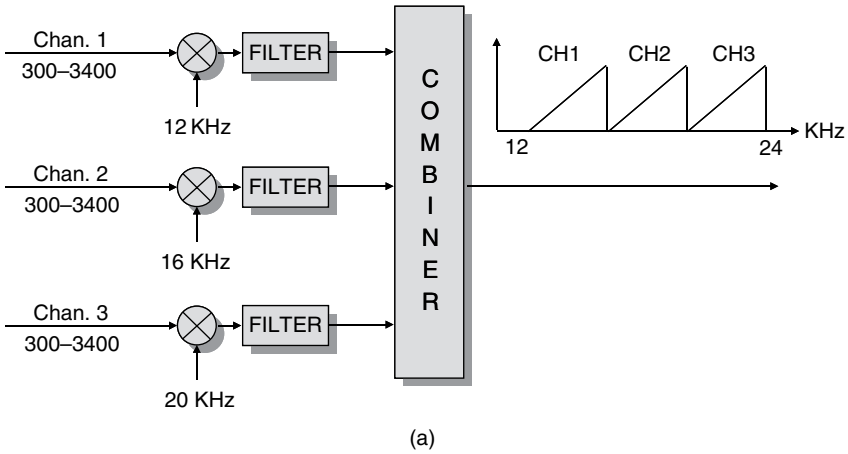 Chan. 1
300–3400
12 KHz
FILTER
Chan. 2
300–3400
16 KHz
FILTER
Chan. 3
300–3400
20 KHz
FILTER
COMBINER
CH1 CH2 CH3
12 24 KHz
(a)